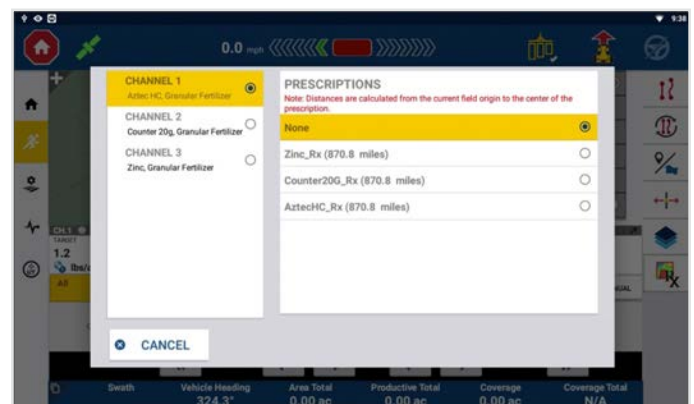 9:38
0.0 mph
CHANNEL 1
Aztec HC, Granular Fertilizer
CHANNEL 2
Counter 20g, Granular Fertilizer
CHANNEL 3
Zinc, Granular Fertilizer
PRESCRIPTIONS
Note: Distances are calculated from the current field origin to the center of the
prescription.
None
Zinc_Rx (870.8 miles)
Counter20G_Rx (870.8 miles)
AztecHC_Rx (870.8 miles)
CH.1
TARGET
1.2
lbs/a
All
UAL
CANCEL
Swath Vehicle Heading Area Total Productive Total Coverage Coverage Total
324.3° 0.00 ac 0.00 ac 0.00 ac N/A